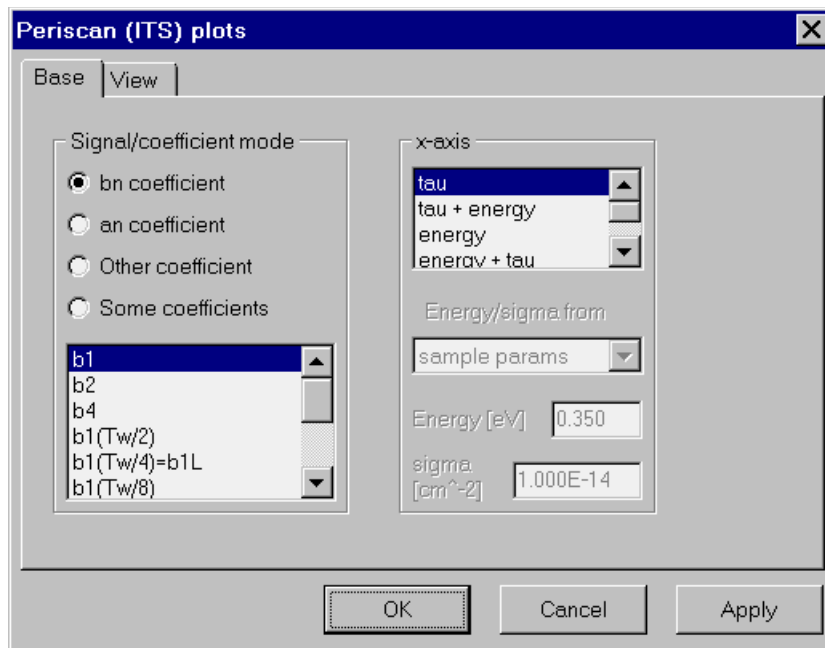 Periscan (ITS) plots
Base
View
Signal/coefficient mode
bn coefficient
an coefficient
Other coefficient
Some coefficients
b1
b2
b4
b1(Tw/2)
b1(Tw/4)=b1L
b1(Tw/8)
x-axis
tau
tau + energy
energy
energy + tau
Energy/sigma from
sample params
Energy [eV] 0.350
sigma
[cm^-2] 1.000E-14
OK
Cancel
Apply